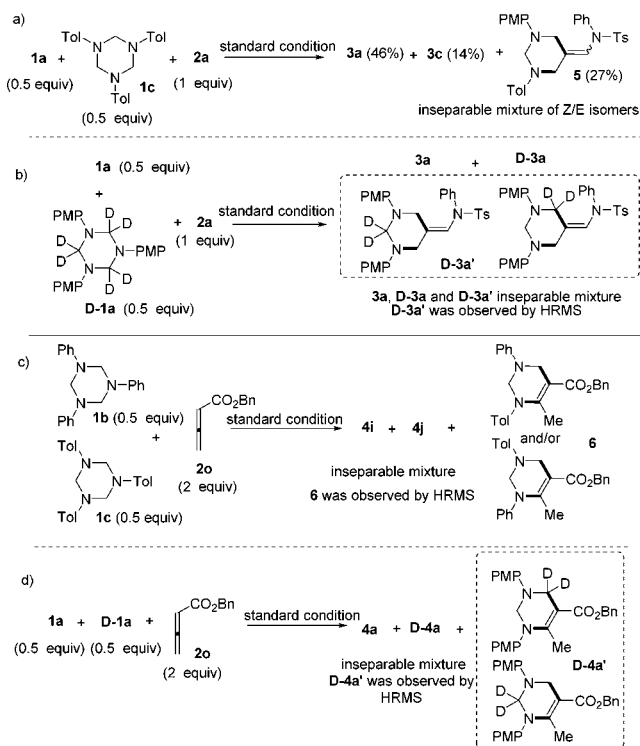 a)
1a + Tol N N Tol N Tol 1c + 2a standard condition 3a (46%) + 3c (14%) + PMP N N Tol Ph N Ts 5 (27%)
(0.5 equiv) (0.5 equiv) (1 equiv)
inseparable mixture of Z/E isomers
b)
1a (0.5 equiv)
+
PMP D D N N PMP D D D D N PMP
D-1a (0.5 equiv)
+ 2a standard condition
(1 equiv)
3a + D-3a
PMP N D D N PMP Ph N Ts D-3a'
PMP N D D N PMP Ph N Ts
3a, D-3a and D-3a' inseparable mixture
D-3a' was observed by HRMS
c)
Ph N N Ph N Ph
1b (0.5 equiv)
+
Tol N N Tol N Tol
1c (0.5 equiv)
CO2Bn
2o
(2 equiv)
standard condition
4i + 4j +
inseparable mixture
6 was observed by HRMS
Ph N N Tol CO2Bn Me
and/or 6
Tol N N Ph CO2Bn Me
d)
1a + D-1a +
(0.5 equiv) (0.5 equiv)
CO2Bn
2o
(2 equiv)
standard condition
4a + D-4a +
inseparable mixture
D-4a' was observed by
HRMS
PMP N D D N PMP CO2Bn Me
D-4a'
PMP N D D N PMP CO2Bn Me